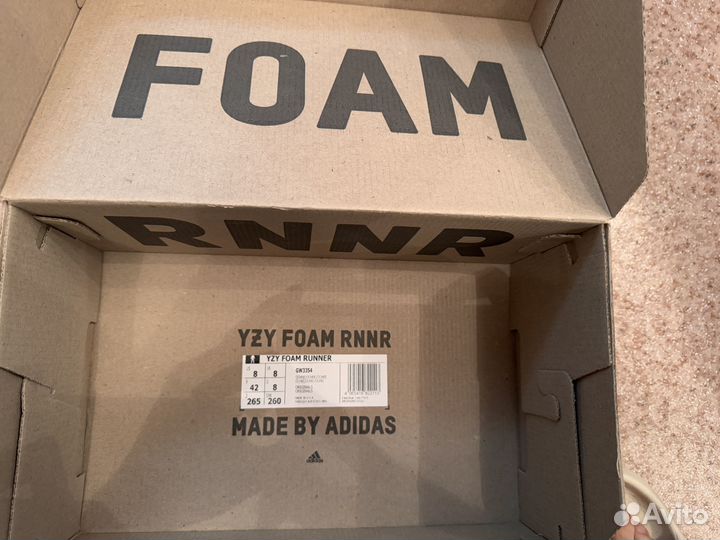 FOAM
RNNR
YZY FOAM RNNR
YZY FOAM RUNNER
8 8 GW3354
42 8
265 260
MADE BY ADIDAS
adidas
Avito